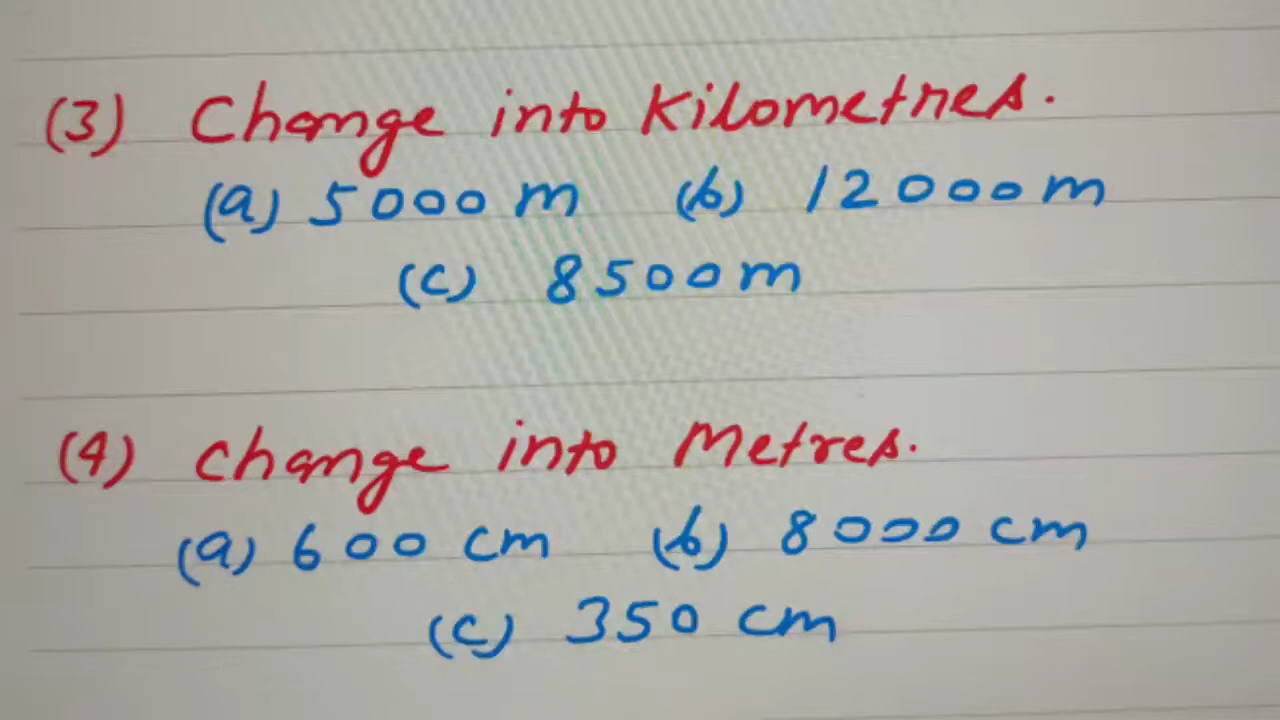 (3) Change into Kilometres.
(a) 5000 m (b) 12000 m
(c) 8500 m
(4) Change into Metres.
(a) 600 cm (b) 8000 cm
(c) 350 cm